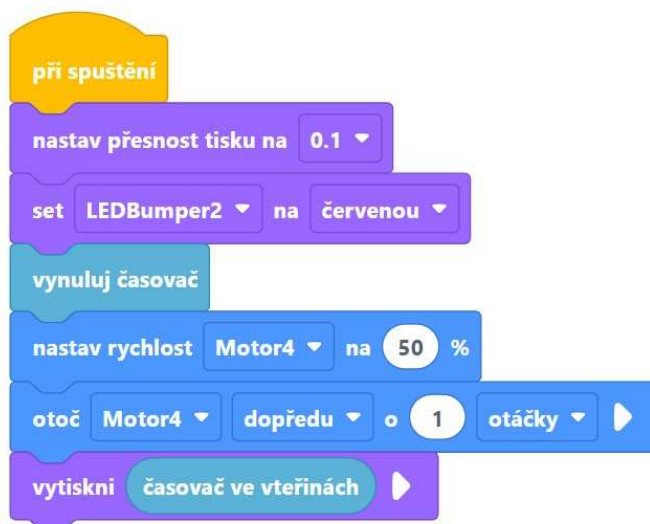 při spuštění
nastav přesnost tisku na 0.1
set LEDBumper2 na červenou
vynuluj časovač
nastav rychlost Motor4 na 50 %
otoč Motor4 dopředu o 1 otáčky
vytiskni časovač ve vteřinách